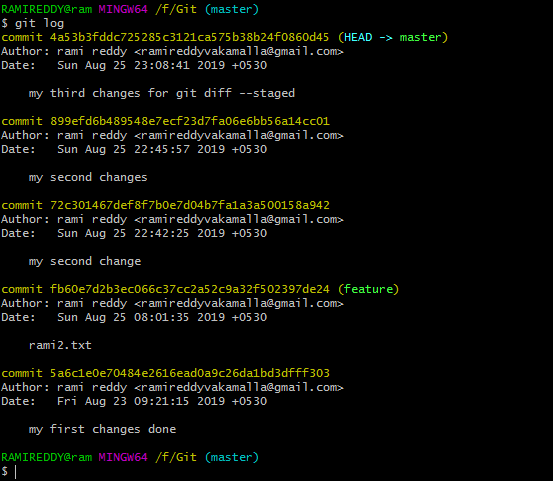 RAMIREDDY@ram MINGW64 /f/Git (master)
$ git log
commit 4a53b3fddc725285c3121ca575b38b24f0860d45 (HEAD -> master)
Author: rami reddy <ramireddyvakamalla@gmail.com>
Date:   Sun Aug 25 23:08:41 2019 +0530
my third changes for git diff --staged
commit 899efd6b489548e7ecf23d7fa06e6bb56a14cc01
Author: rami reddy <ramireddyvakamalla@gmail.com>
Date:   Sun Aug 25 22:45:57 2019 +0530
my second changes
commit 72c301467def8f7b0e7d04b7fa1a3a500158a942
Author: rami reddy <ramireddyvakamalla@gmail.com>
Date:   Sun Aug 25 22:42:25 2019 +0530
my second change
commit fb60e7d2b3ec066c37cc2a52c9a32f502397de24 (feature)
Author: rami reddy <ramireddyvakamalla@gmail.com>
Date:   Sun Aug 25 08:01:35 2019 +0530
rami2.txt
commit 5a6c1e0e70484e2616ead0a9c26da1bd3dfff303
Author: rami reddy <ramireddyvakamalla@gmail.com>
Date:   Fri Aug 23 09:21:15 2019 +0530
my first changes done
RAMIREDDY@ram MINGW64 /f/Git (master)
$